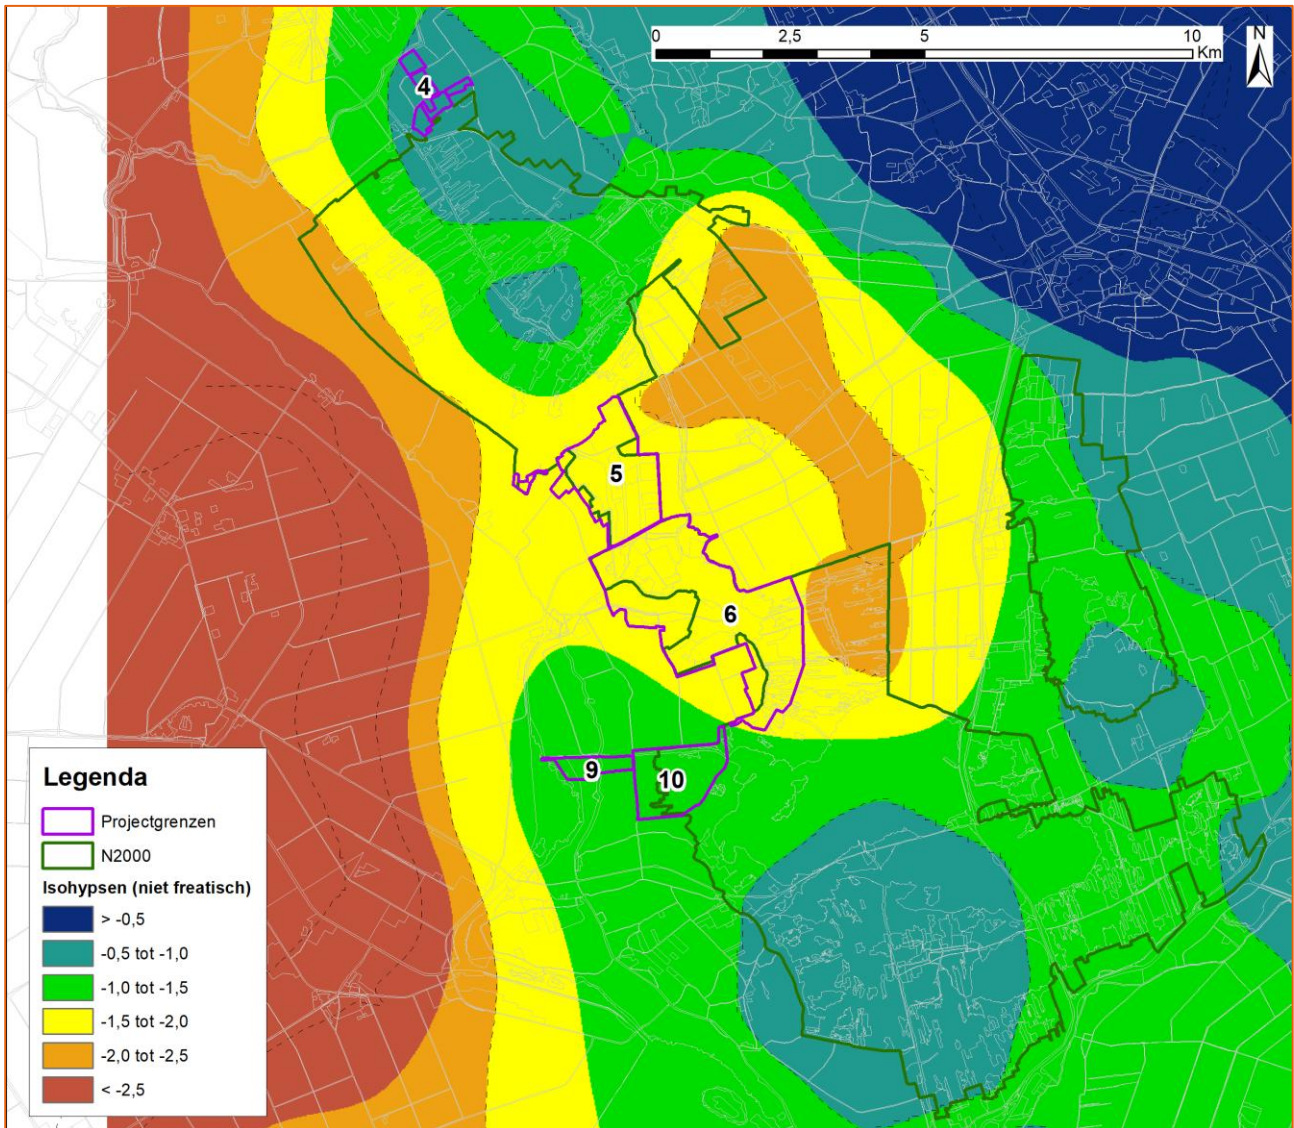 0 2,5 5 10
Km
N
4
5
6
9
10
Legenda
Projectgrenzen
N2000
Isohypsen (niet freatisch)
> -0,5
-0,5 tot -1,0
-1,0 tot -1,5
-1,5 tot -2,0
-2,0 tot -2,5
< -2,5